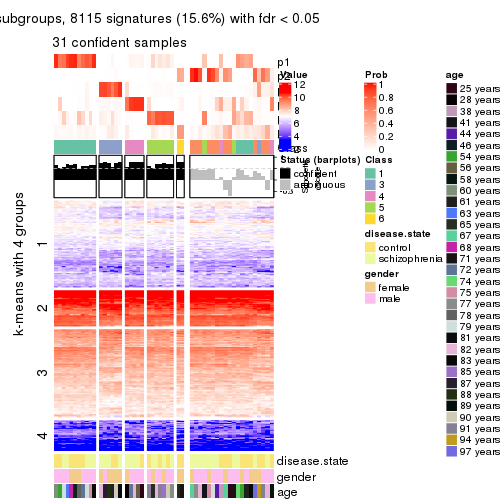 subgroups, 8115 signatures (15.6%) with fdr < 0.05
31 confident samples
p1
p2
Value
12
10
8
6
4
2
Class
Status (barplots)
confident
ambiguous
Prob
1
0.8
0.6
0.4
0.2
0
Class
1
3
4
5
6
disease.state
control
schizophrenia
gender
female
male
age
25 years
28 years
38 years
41 years
44 years
46 years
54 years
56 years
58 years
60 years
61 years
63 years
65 years
67 years
68 years
71 years
72 years
74 years
75 years
77 years
78 years
79 years
81 years
82 years
83 years
85 years
87 years
88 years
89 years
90 years
91 years
94 years
97 years
k-means with 4 groups
1
2
3
4
disease.state
gender
age